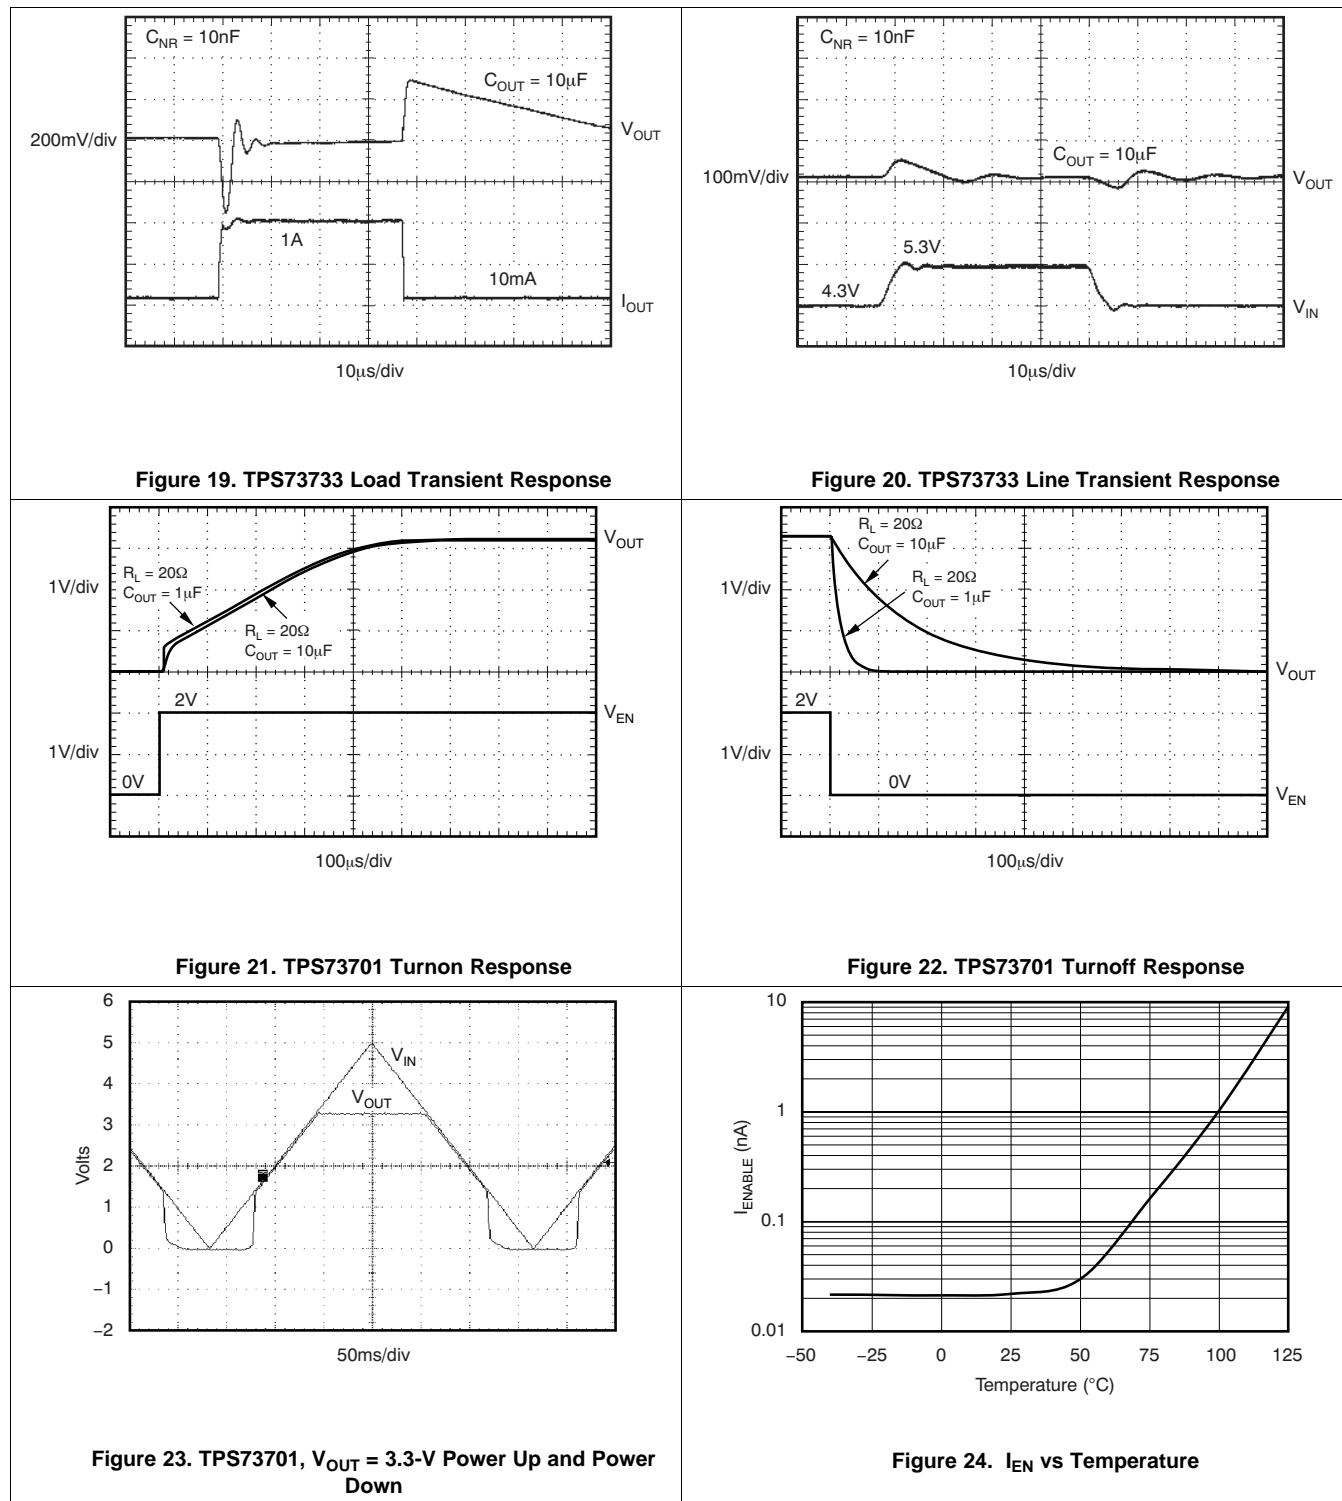 C_NR = 10nF
C_OUT = 10μF
200mV/div
V_OUT
1A
10mA
I_OUT
10μs/div
Figure 19. TPS73733 Load Transient Response
C_NR = 10nF
C_OUT = 10μF
100mV/div
V_OUT
5.3V
4.3V
V_IN
10μs/div
Figure 20. TPS73733 Line Transient Response
V_OUT
1V/div
R_L = 20Ω
C_OUT = 1μF
R_L = 20Ω
C_OUT = 10μF
2V
V_EN
1V/div
0V
100μs/div
Figure 21. TPS73701 Turnon Response
R_L = 20Ω
C_OUT = 10μF
R_L = 20Ω
C_OUT = 1μF
1V/div
V_OUT
2V
1V/div
0V
V_EN
100μs/div
Figure 22. TPS73701 Turnoff Response
6
5
4
3
2
1
0
−1
−2
Volts
V_IN
V_OUT
50ms/div
Figure 23. TPS73701, V_OUT = 3.3-V Power Up and Power
Down
10
1
0.1
0.01
I_ENABLE (nA)
−50 −25 0 25 50 75 100 125
Temperature (°C)
Figure 24. I_EN vs Temperature